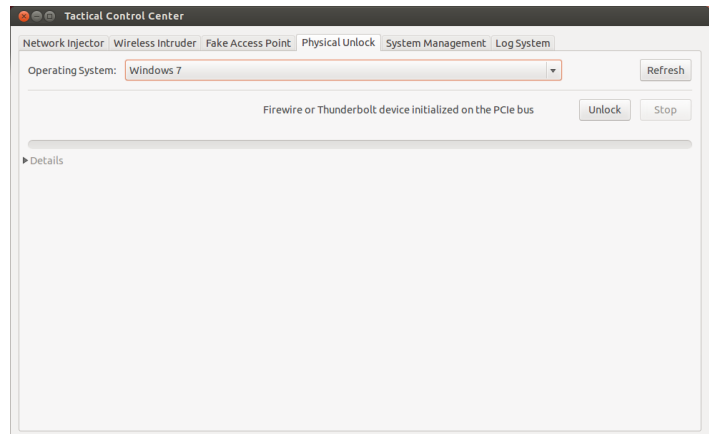 Tactical Control Center
Network Injector Wireless Intruder Fake Access Point Physical Unlock System Management Log System
Operating System: Windows 7 Refresh
Firewire or Thunderbolt device initialized on the PCIe bus Unlock Stop
Details